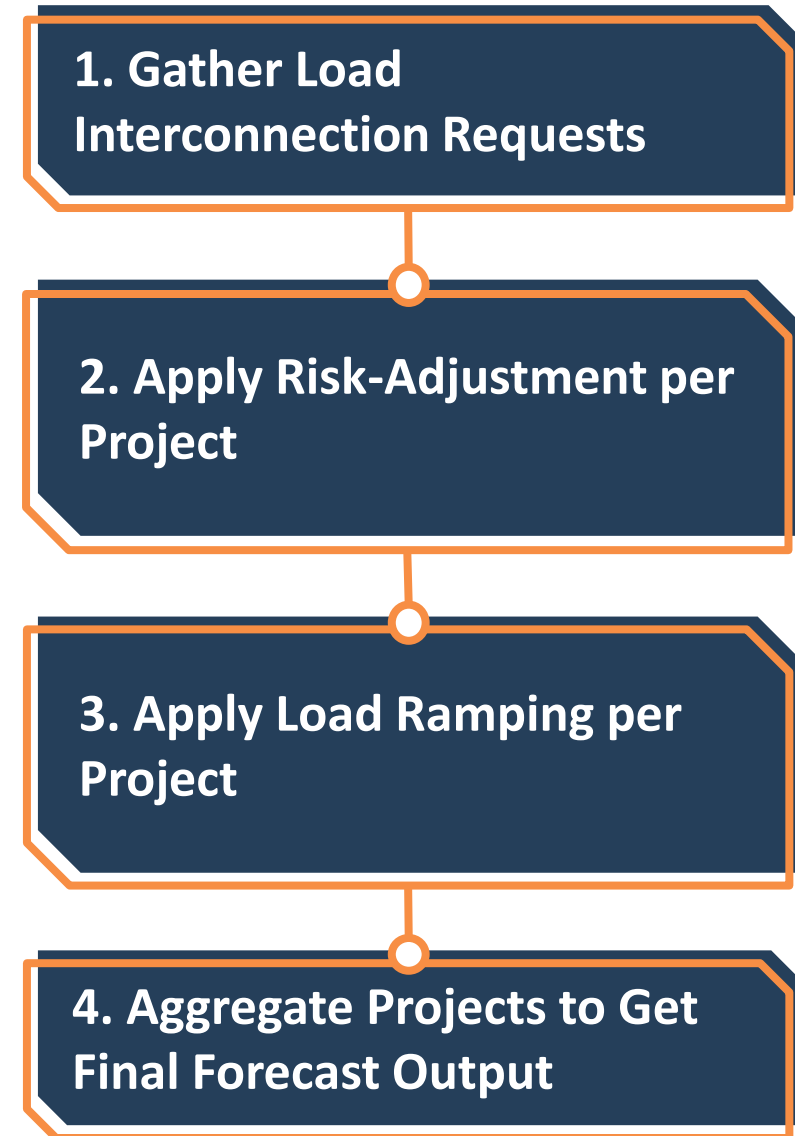 1. Gather Load
Interconnection Requests
2. Apply Risk-Adjustment per
Project
3. Apply Load Ramping per
Project
4. Aggregate Projects to Get
Final Forecast Output